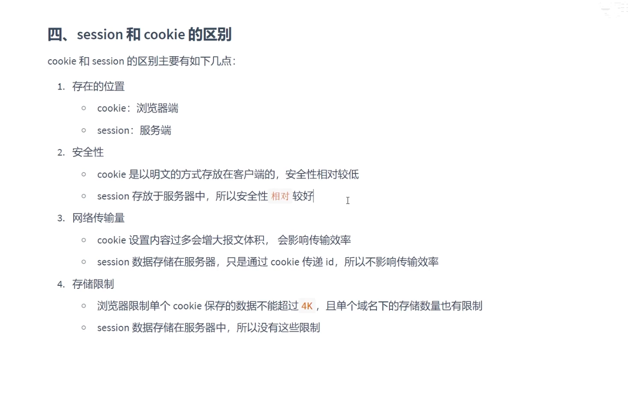 四、session 和 cookie 的区别
cookie 和 session 的区别主要有如下几点：
1. 存在的位置
cookie：浏览器端
session：服务端
2. 安全性
cookie 是以明文的方式存放在客户端的，安全性相对较低
session 存放于服务器中，所以安全性 相对 较好
3. 网络传输量
cookie 设置内容过多会增大报文体积， 会影响传输效率
session 数据存储在服务器，只是通过 cookie 传递 id，所以不影响传输效率
4. 存储限制
浏览器限制单个 cookie 保存的数据不能超过 4K ，且单个域名下的存储数量也有限制
session 数据存储在服务器中，所以没有这些限制